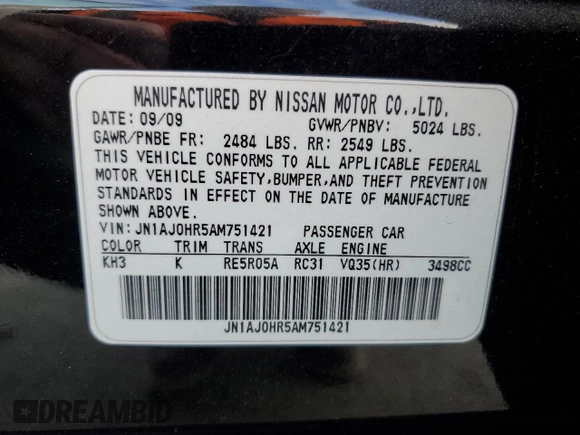 MANUFACTURED BY NISSAN MOTOR CO.,LTD.
DATE: 09/09 GVWR/PNBV: 5024 LBS.
GAWR/PNBE FR: 2484 LBS. RR: 2549 LBS.
THIS VEHICLE CONFORMS TO ALL APPLICABLE FEDERAL
MOTOR VEHICLE SAFETY,BUMPER,AND THEFT PREVENTION
STANDARDS IN EFFECT ON THE DATE OF MANUFACTURE
SHOWN ABOVE.
VIN: JN1AJ0HR5AM751421 PASSENGER CAR
COLOR TRIM TRANS AXLE ENGINE
KH3 K RE5R05A RC31 VQ35(HR) 3498CC
JN1AJ0HR5AM751421
DREAMBID